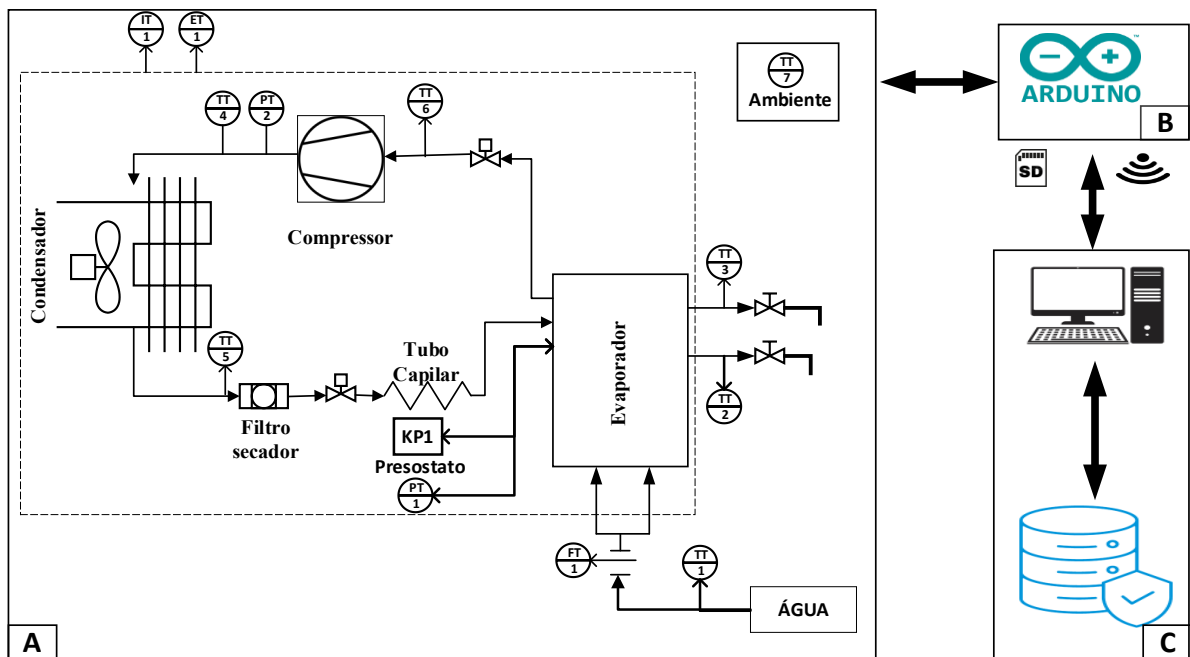 IT
1
ET
1
TT
4
PT
2
TT
6
TT
7
Ambiente
™
ARDUINO
B
SD
Condensador
Compressor
TT
3
TT
5
Tubo
Capilar
Evaporador
Filtro
secador
KP1
Presostato
PT
1
TT
2
FT
1
TT
1
ÁGUA
A
C